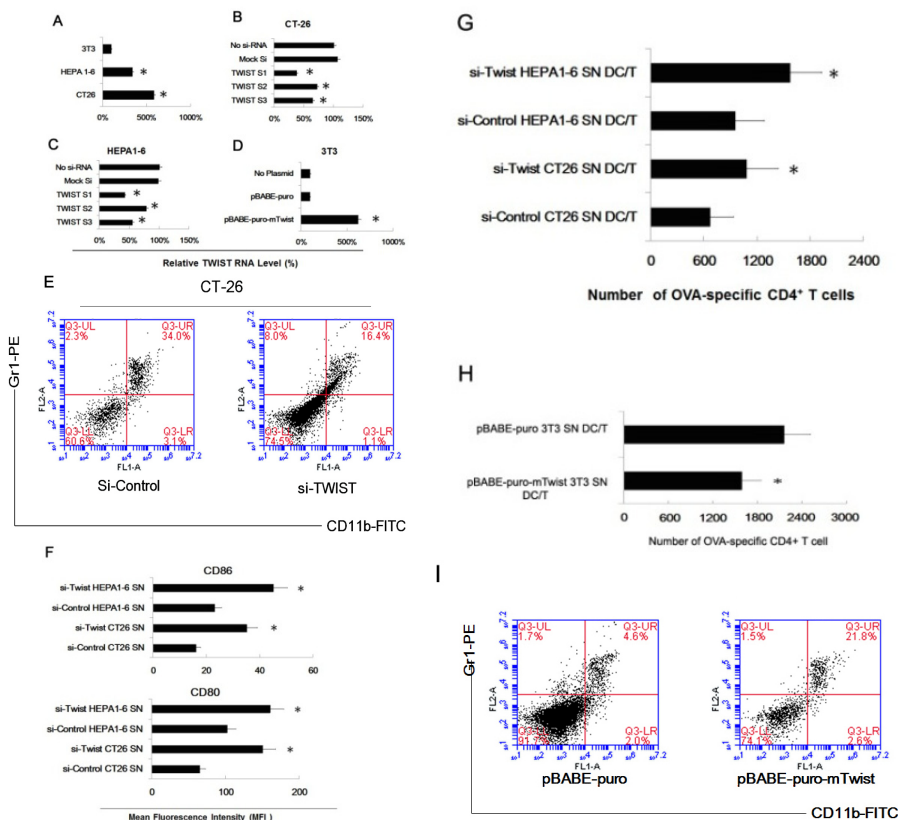 A
3T3
HEPA 1-6
*
CT26
*
0% 500% 1000%
B
CT-26
No si-RNA
Mock Si
TWIST S1
*
TWIST S2
*
TWIST S3
*
0% 50% 100% 150%
C
HEPA1-6
No si-RNA
Mock Si
TWIST S1
*
TWIST S2
*
TWIST S3
*
0% 50% 100% 150%
D
3T3
No Plasmid
pBABE-puro
pBABE-puro-mTwist
*
0% 500% 1000%
Relative TWIST RNA Level (%)
E
CT-26
Gr1-PE
Q3-UL
2.3%
Q3-UR
34.0%
60.6%
Q3-LR
3.1%
FL2-A
FL1-A
Si-Control
Q3-UL
8.0%
Q3-UR
16.4%
74.5%
Q3-LR
1.1%
FL2-A
FL1-A
si-TWIST
CD11b-FITC
F
CD86
si-Twist HEPA1-6 SN
*
si-Control HEPA1-6 SN
si-Twist CT26 SN
*
si-Control CT26 SN
0 20 40 60
CD80
si-Twist HEPA1-6 SN
*
si-Control HEPA1-6 SN
si-Twist CT26 SN
*
si-Control CT26 SN
0 100 200
Mean Fluorescence Intensity (MFL)
G
si-Twist HEPA1-6 SN DC/T
*
si-Control HEPA1-6 SN DC/T
si-Twist CT26 SN DC/T
*
si-Control CT26 SN DC/T
0 600 1200 1800 2400
Number of OVA-specific CD4⁺ T cells
H
pBABE-puro 3T3 SN DC/T
pBABE-puro-mTwist 3T3 SN
DC/T
*
0 600 1200 1800 2400 3000
Number of OVA-specific CD4+ T cell
I
Gr1-PE
Q3-UL
1.7%
Q3-UR
4.6%
Q3-LR
2.0%
FL2-A
FL1-A
pBABE-puro
Q3-UL
1.5%
Q3-UR
21.8%
74.1%
Q3-LR
2.6%
FL2-A
FL1-A
pBABE-puro-mTwist
CD11b-FITC